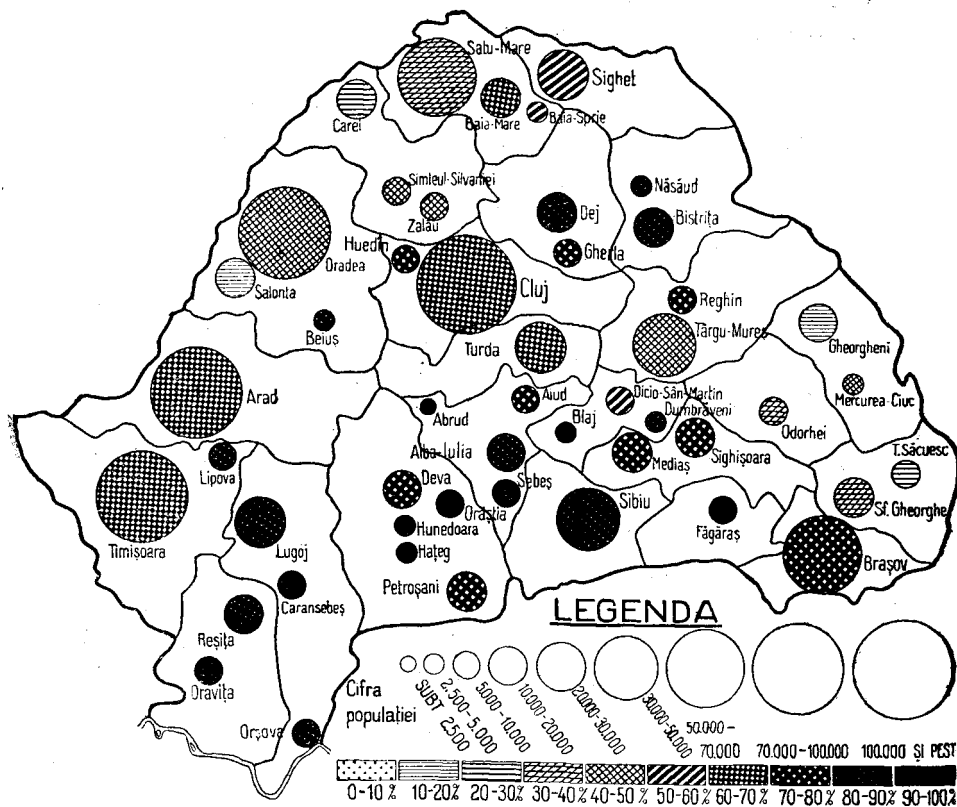 Satu-Mare
Sighet
Carei
Baia-Mare
Baia-Sprie
Simleul-Silvaniei
Zalău
Năsăud
Dej
Bistrița
Huedin
Gherla
Oradea
Cluj
Salonta
Reghin
Beiuș
Turda
Târgu-Mureș
Gheorgheni
Mercurea-Ciuc
Arad
Abrud
Aiud
Dicio-Sân-Martin
Blaj
Dumbrăveni
Odorhei
Alba-Iulia
Mediaș
Sighișoara
T. Săcuesc
Lipova
Deva
Sebeș
Sibiu
Sf. Gheorghe
Timișoara
Lugoj
Orăștia
Hunedoara
Făgăraș
Hațeg
Brașov
Caransebeș
Petroșani
Reșița
Oravița
Orșova
LEGENDA
Cifra
populației
SUBT 2.500
2.500-5.000
5.000-10.000
10.000-20.000
20.000-30.000
30.000-50.000
50.000-
70.000
70.000-100.000
100.000 ȘI PEST
0-10% 10-20% 20-30% 30-40% 40-50% 50-60% 60-70% 70-80% 80-90% 90-100%